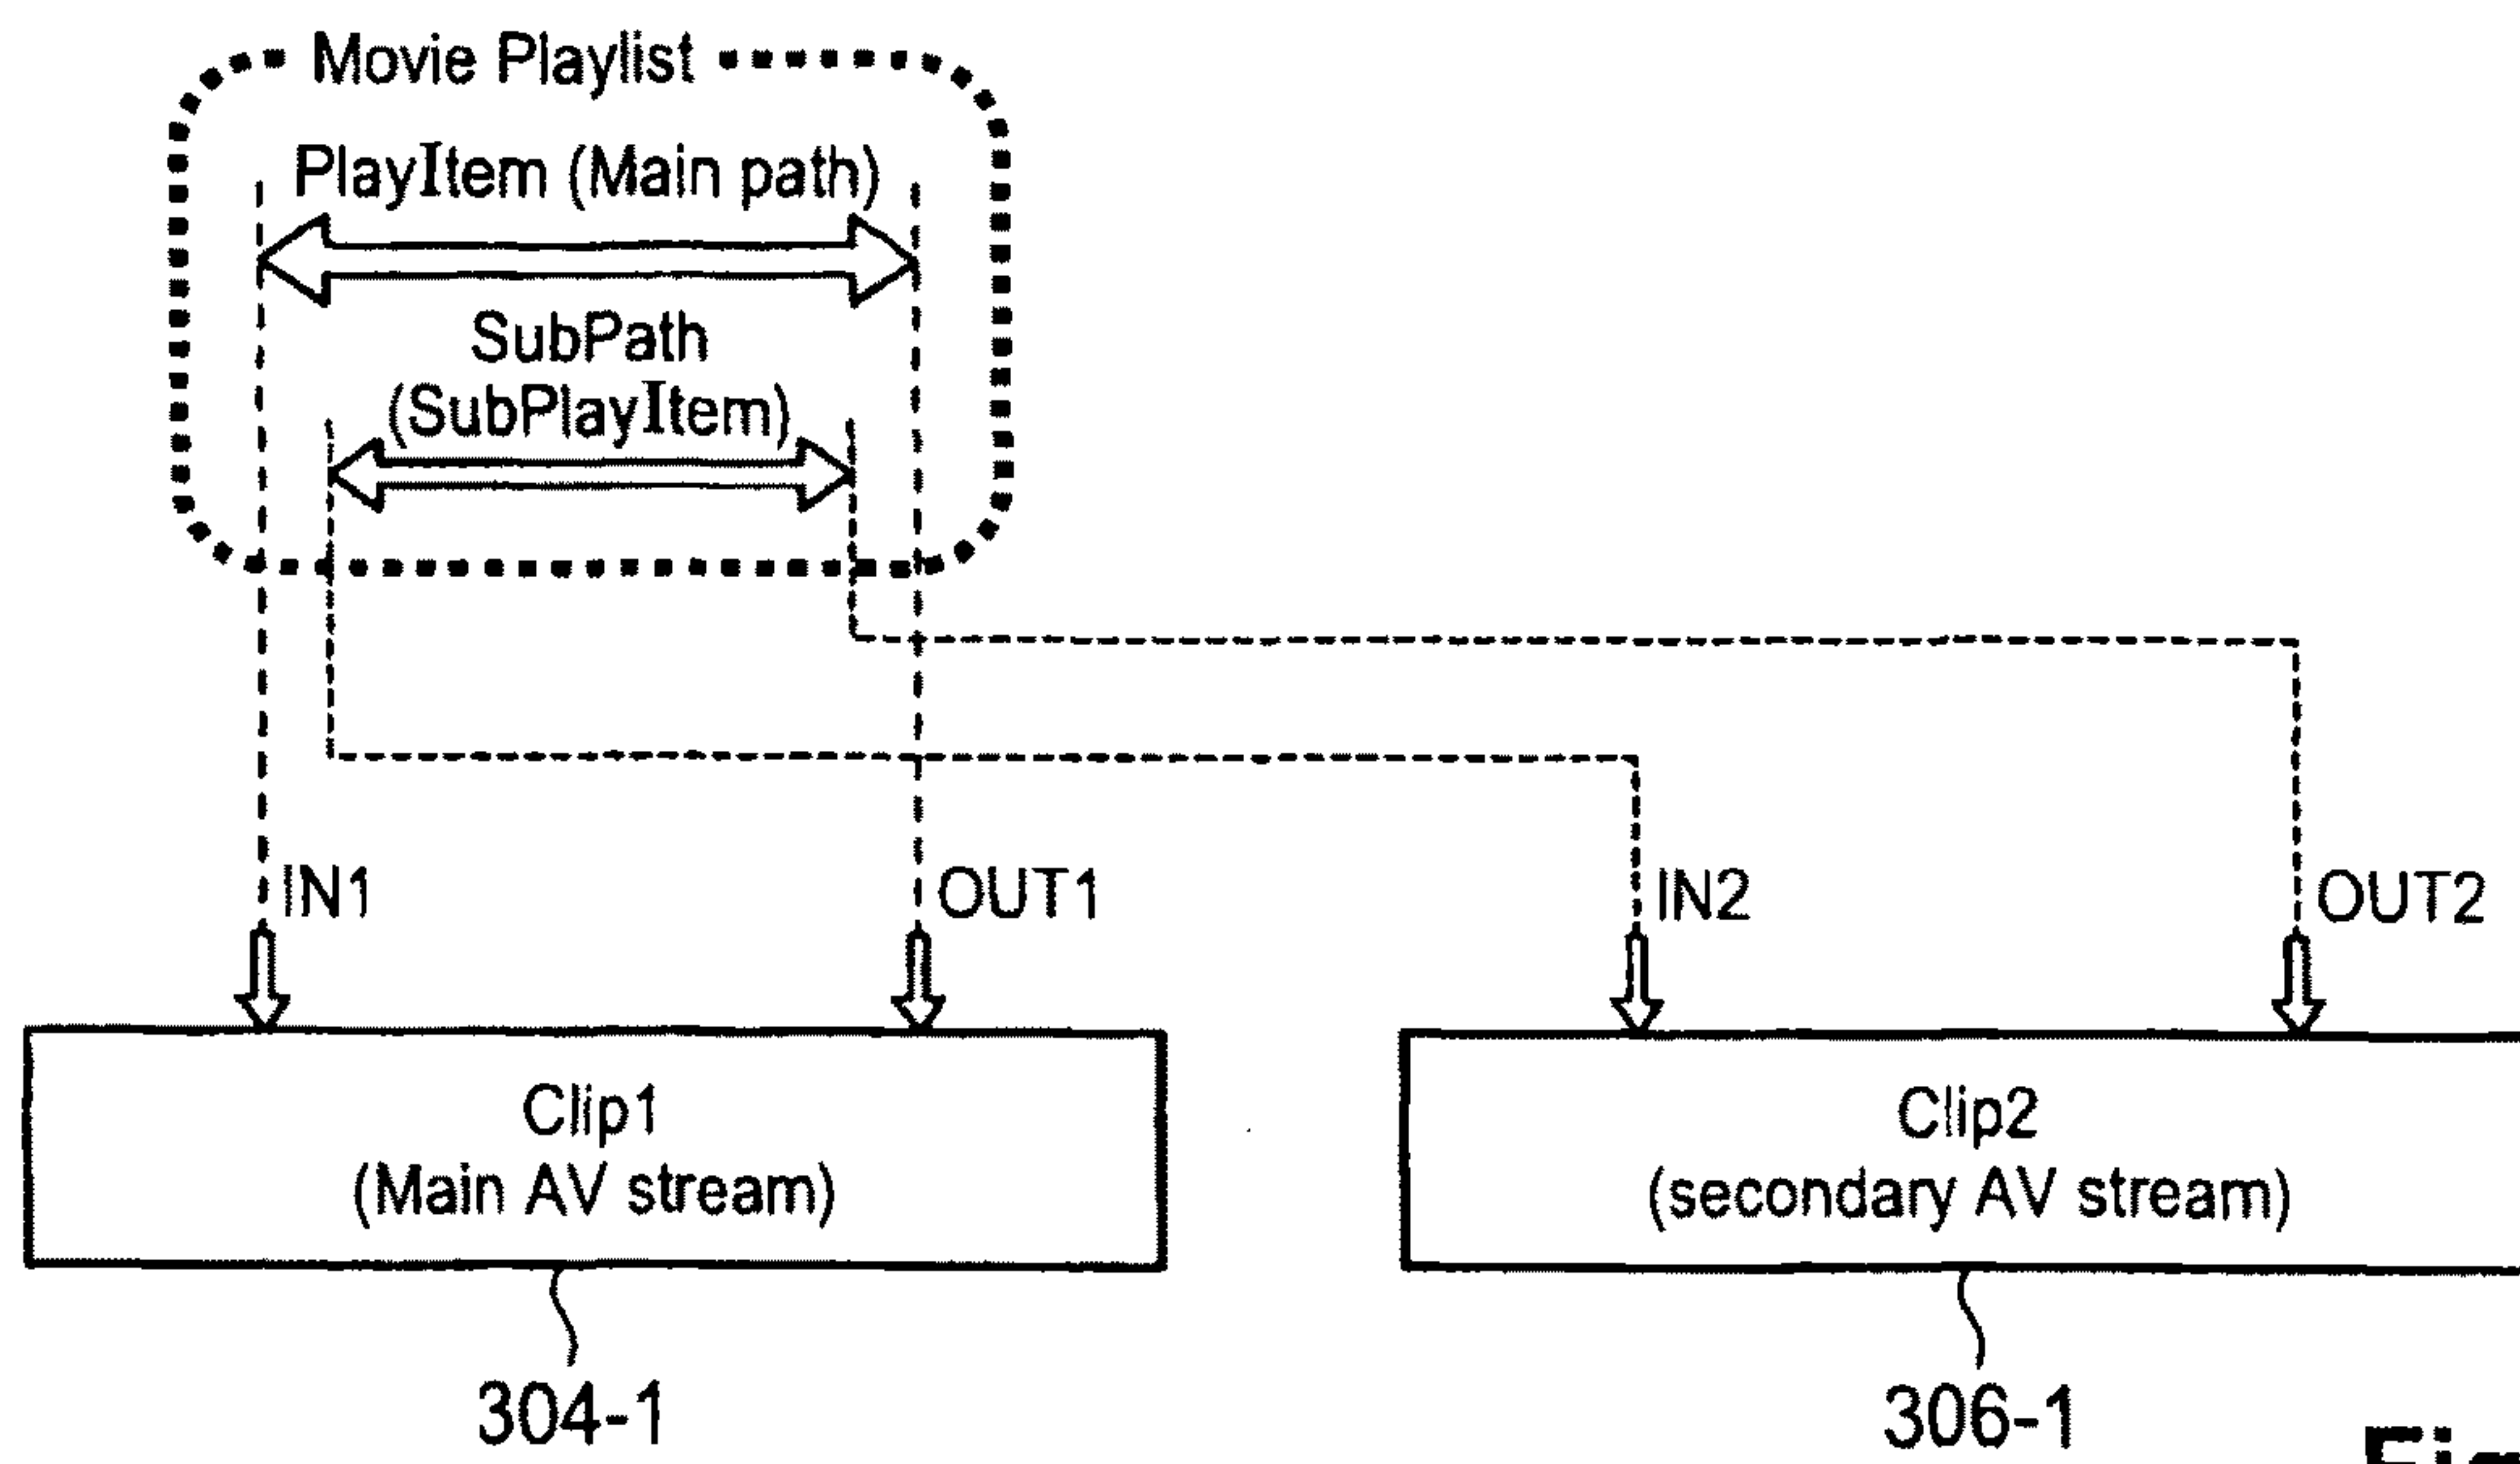 Movie Playlist
PlayItem (Main path)
SubPath
(SubPlayItem)
IN1
OUT1
IN2
OUT2
Clip1
(Main AV stream)
Clip2
(secondary AV stream)
304-1
306-1